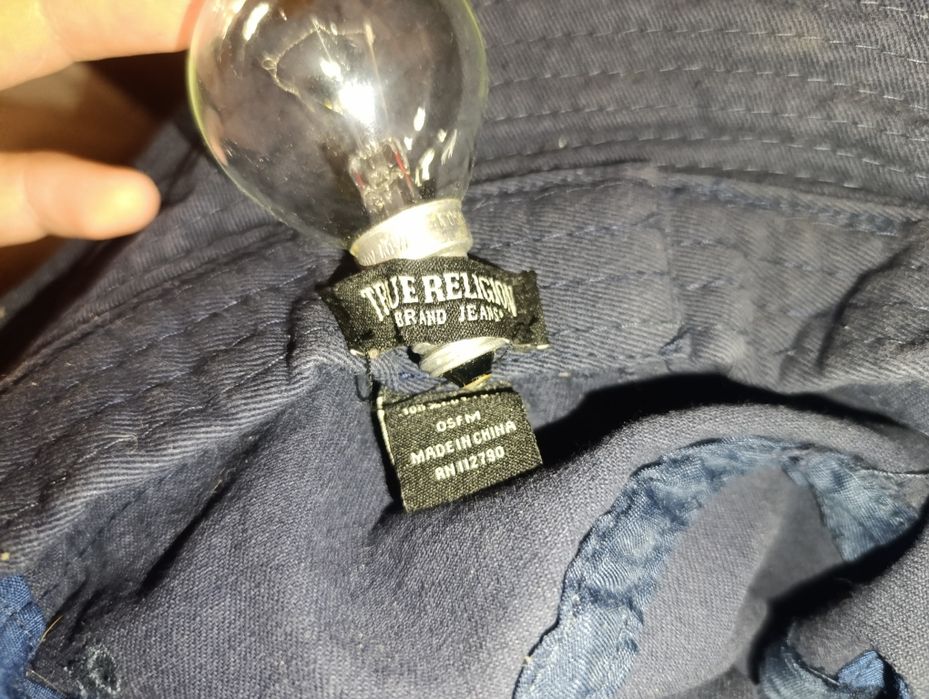 TRUE RELIGION
BRAND JEANS
OSFM
MADE IN CHINA
RN 112790